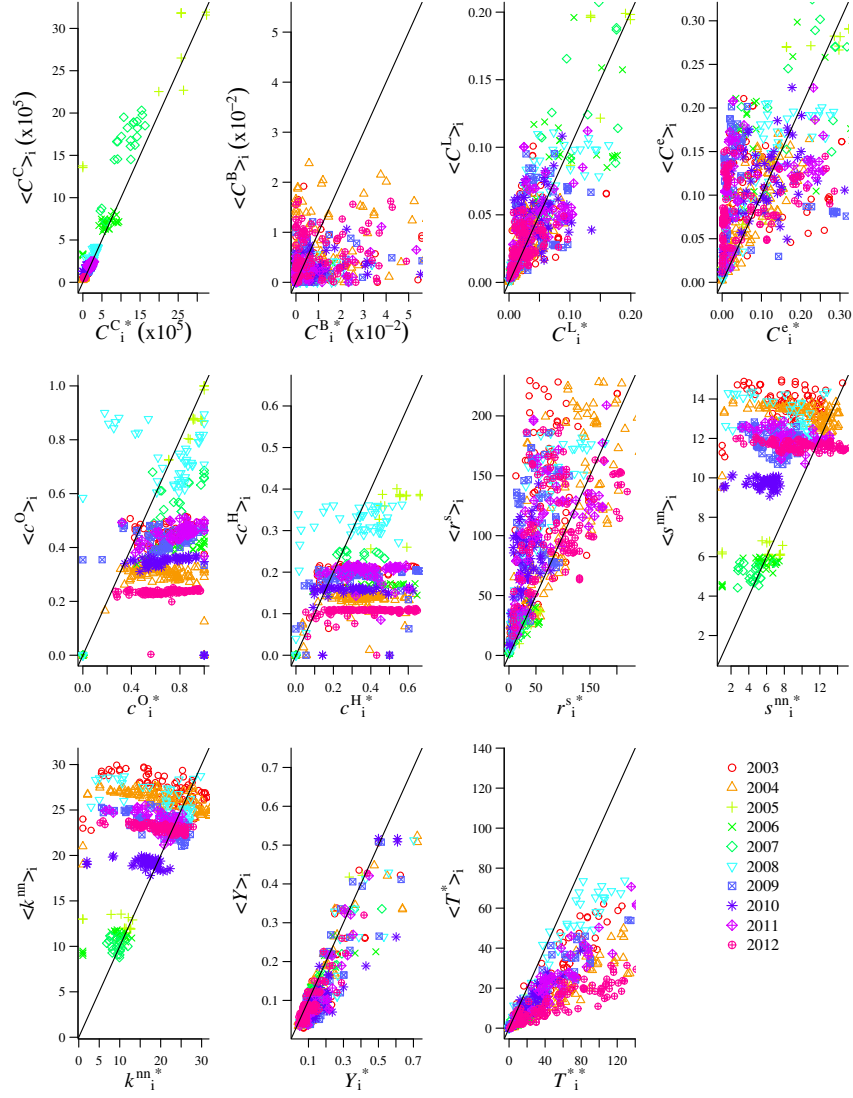 <C^C>_i (x10^5)
0 5 10 15 20 25 30
5 15 25
C^C_i^* (x10^5)
<C^B>_i (x10^-2)
0 1 2 3 4 5
0 1 2 3 4 5
C^B_i^* (x10^-2)
<C^L>_i
0.00 0.05 0.10 0.15 0.20
0.00 0.10 0.20
C^L_i^*
<C^e>_i
0.00 0.05 0.10 0.15 0.20 0.25 0.30
0.00 0.10 0.20 0.30
C^e_i^*
<c^O>_i
0.0 0.2 0.4 0.6 0.8 1.0
0.0 0.4 0.8
c^O_i^*
<c^H>_i
0.0 0.1 0.2 0.3 0.4 0.5 0.6
0.0 0.2 0.4 0.6
c^H_i^*
<r^s>_i
0 50 100 150 200
0 50 150
r^s_i^*
<s^nn>_i
2 4 6 8 10 12 14
2 4 6 8 12
s^nn_i^*
<k^nn>_i
0 5 10 15 20 25 30
0 10 20 30
k^nn_i^*
<Y>_i
0.1 0.2 0.3 0.4 0.5 0.6 0.7
0.1 0.3 0.5 0.7
Y_i^*
<T^*>_i
0 20 40 60 80 100 120 140
0 40 80 120
T^*_i^*
2003
2004
2005
2006
2007
2008
2009
2010
2011
2012